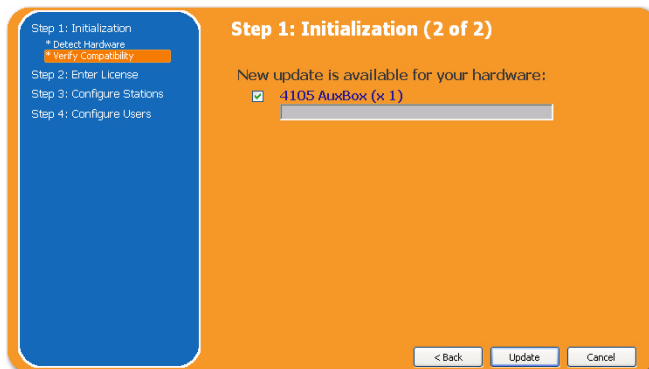 Step 1: Initialization
* Detect Hardware
* Verify Compatibility
Step 2: Enter License
Step 3: Configure Stations
Step 4: Configure Users
Step 1: Initialization (2 of 2)
New update is available for your hardware:
4105 AuxBox (x 1)
< Back
Update
Cancel